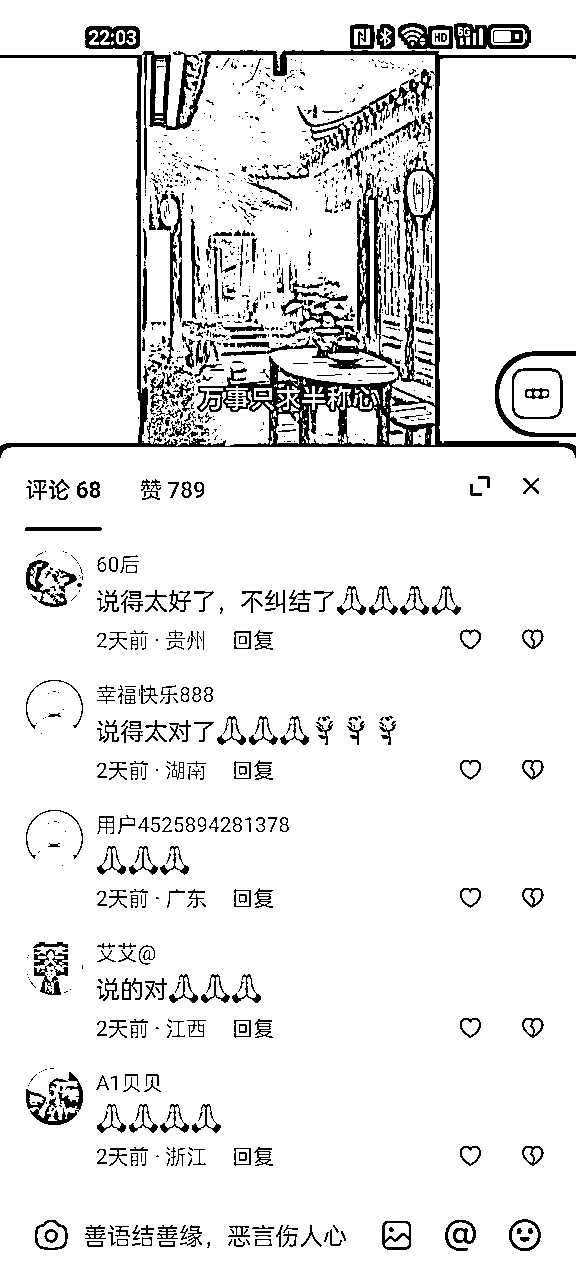 22:03
HD 5G
万事只求半称心
评论 68 赞 789
60后
说得太好了，不纠结了🙏🙏🙏🙏
2天前 · 贵州 回复
幸福快乐888
说得太对了🙏🙏🙏🌹🌹🌹
2天前 · 湖南 回复
用户4525894281378
🙏🙏🙏
2天前 · 广东 回复
艾艾@
说的对🙏🙏🙏
2天前 · 江西 回复
A1贝贝
🙏🙏🙏🙏
2天前 · 浙江 回复
善语结善缘，恶言伤人心